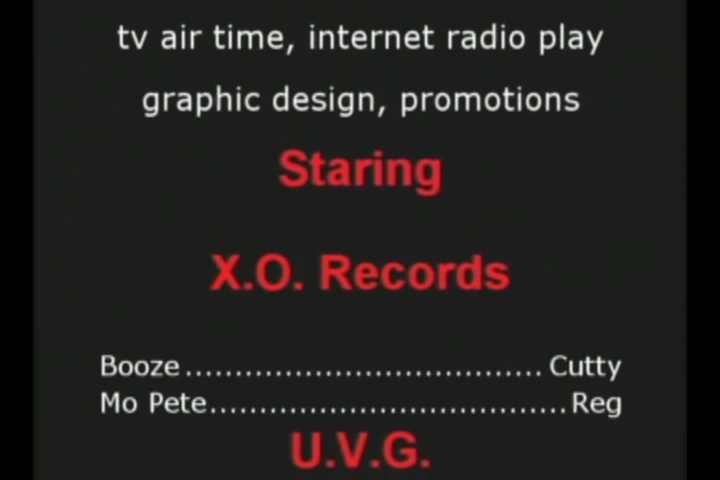 tv air time, internet radio play
graphic design, promotions
Staring
X.O. Records
Booze.................................... Cutty
Mo Pete....................................Reg
U.V.G.